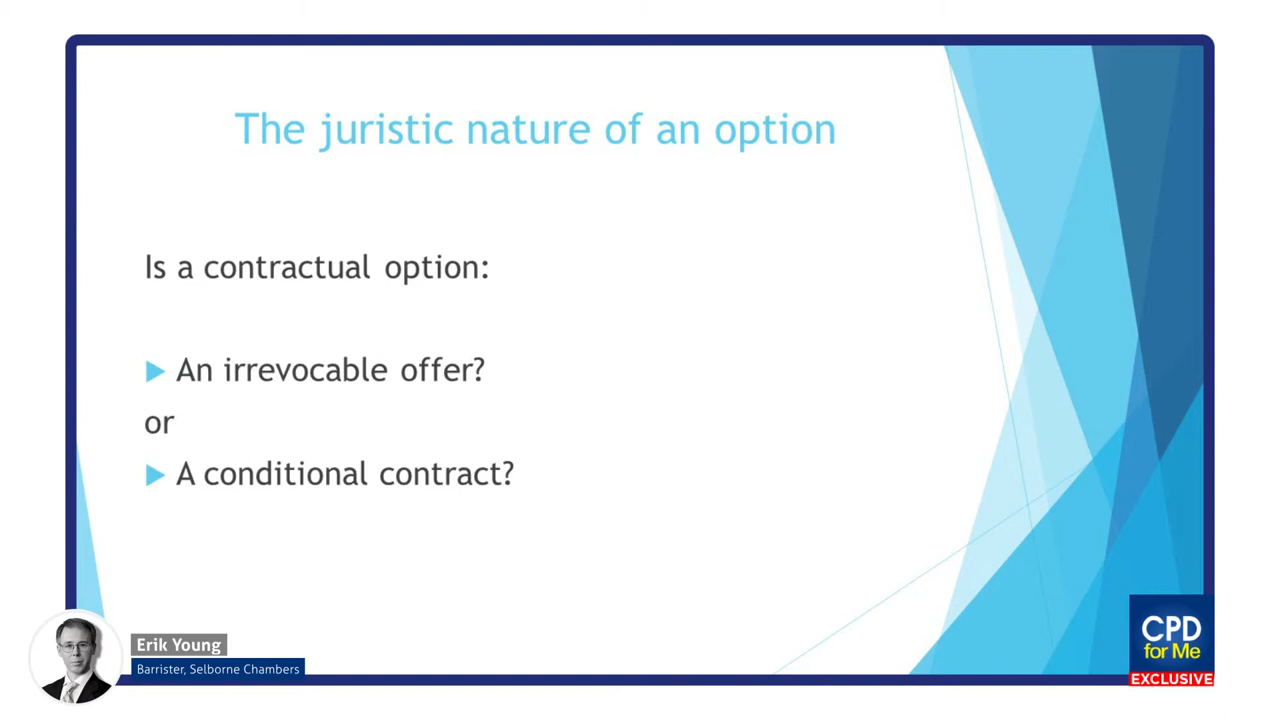 The juristic nature of an option
Is a contractual option:
An irrevocable offer?
or
A conditional contract?
Erik Young
Barrister, Selborne Chambers
CPD
for Me
EXCLUSIVE